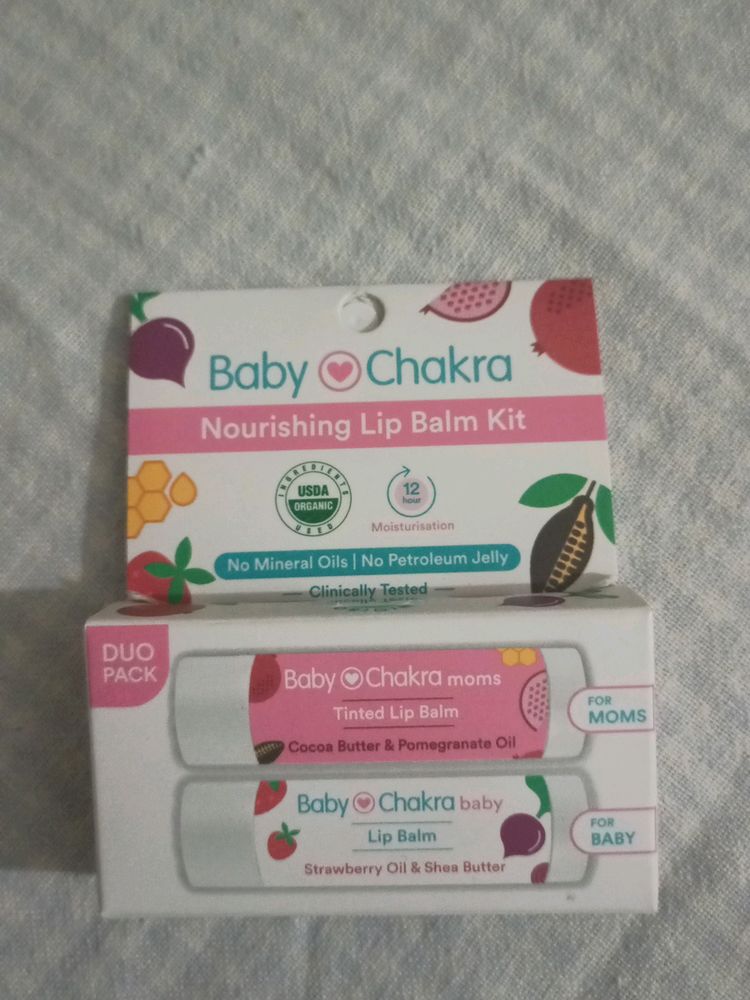 Baby Chakra
Nourishing Lip Balm Kit
INGREDIENTS
USDA
ORGANIC
USED
12
hour
Moisturisation
No Mineral Oils | No Petroleum Jelly
Clinically Tested
DUO
PACK
Baby Chakra moms
Tinted Lip Balm
Cocoa Butter & Pomegranate Oil
FOR
MOMS
Baby Chakra baby
Lip Balm
Strawberry Oil & Shea Butter
FOR
BABY